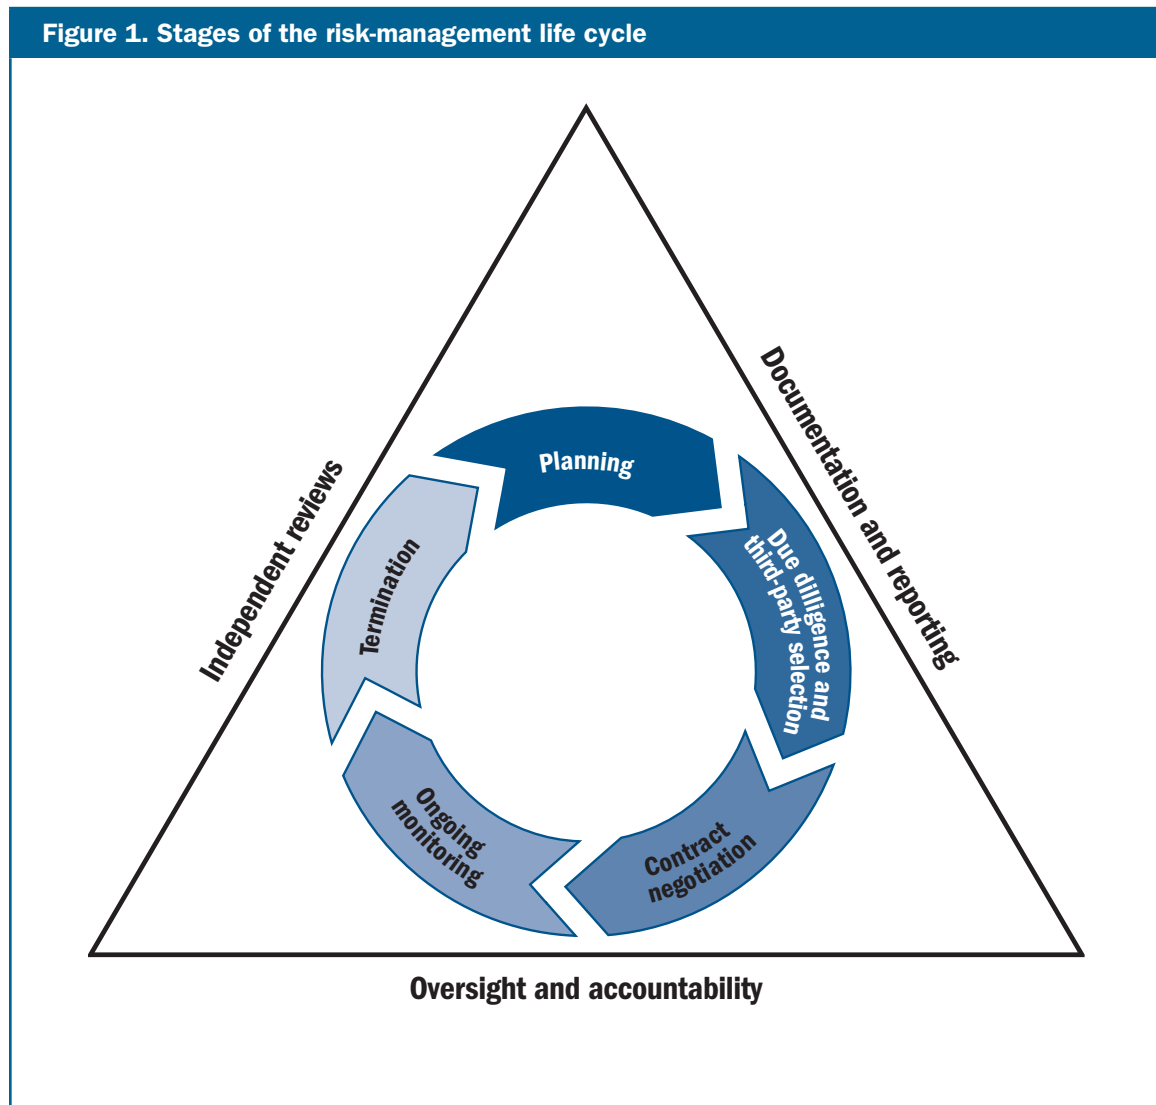 Figure 1. Stages of the risk-management life cycle
Planning
Due dilligence and
third-party selection
Contract
negotiation
Ongoing
monitoring
Termination
Independent reviews
Documentation and reporting
Oversight and accountability